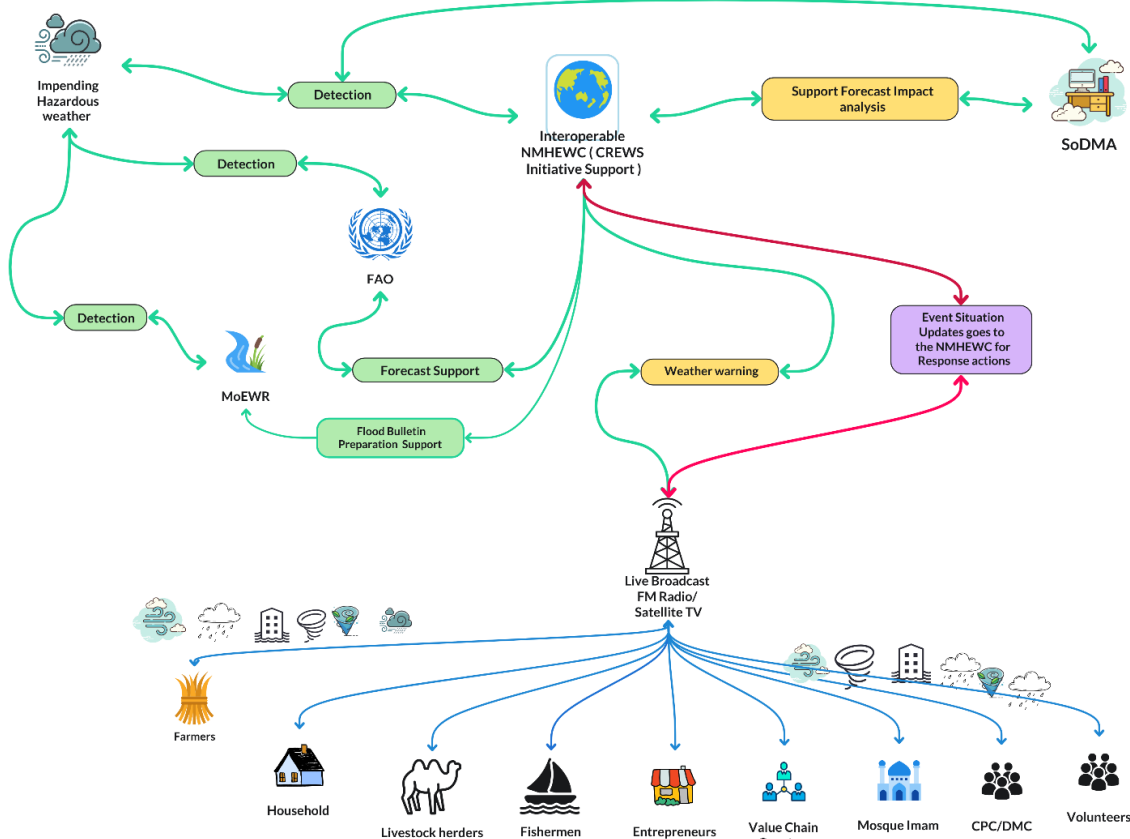 Impending
Hazardous
weather
Detection
Interoperable
NMHEWC ( CREWS
Initiative Support )
Support Forecast Impact
analysis
SoDMA
Detection
FAO
Detection
MoEWR
Forecast Support
Flood Bulletin
Preparation Support
Weather warning
Event Situation
Updates goes to
the NMHEWC for
Response actions
Live Broadcast
FM Radio/
Satellite TV
Farmers
Household
Livestock herders
Fishermen
Entrepreneurs
Value Chain
Mosque Imam
CPC/DMC
Volunteers